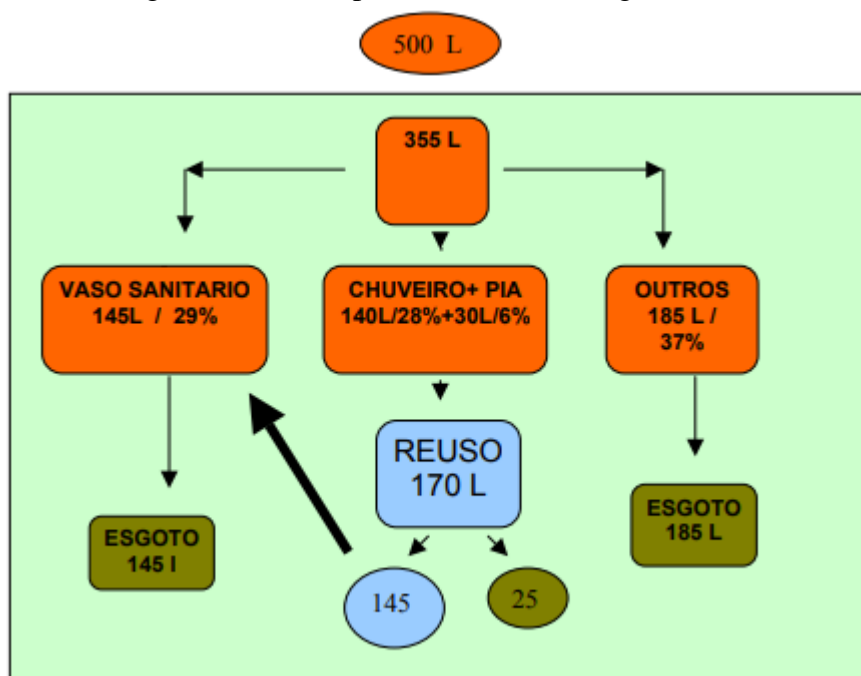 500 L
355 L
VASO SANITARIO
145L / 29%
CHUVEIRO+ PIA
140L/28%+30L/6%
OUTROS
185 L /
37%
REUSO
170 L
ESGOTO
145 l
ESGOTO
185 L
145
25